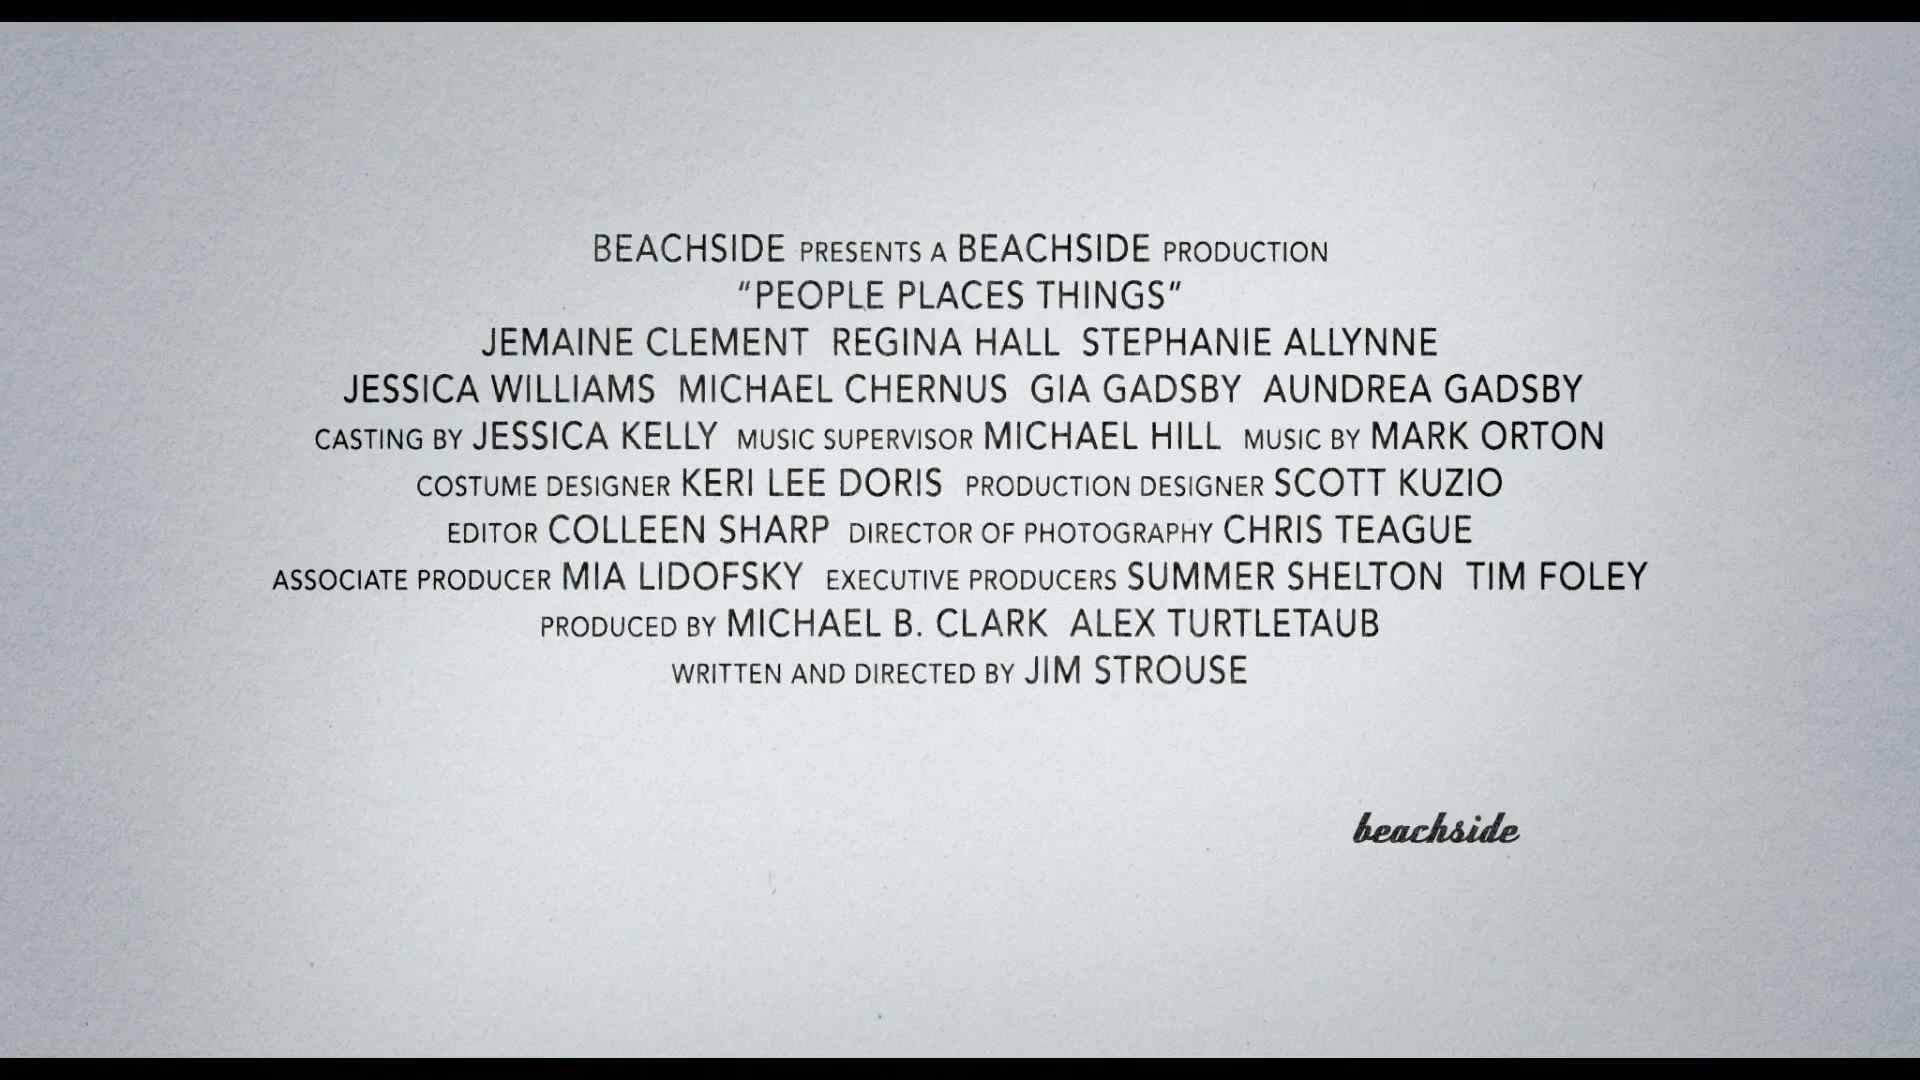 BEACHSIDE PRESENTS A BEACHSIDE PRODUCTION
“PEOPLE PLACES THINGS”
JEMAINE CLEMENT REGINA HALL STEPHANIE ALLYNNE
JESSICA WILLIAMS MICHAEL CHERNUS GIA GADSBY AUNDREA GADSBY
CASTING BY JESSICA KELLY MUSIC SUPERVISOR MICHAEL HILL MUSIC BY MARK ORTON
COSTUME DESIGNER KERI LEE DORIS PRODUCTION DESIGNER SCOTT KUZIO
EDITOR COLLEEN SHARP DIRECTOR OF PHOTOGRAPHY CHRIS TEAGUE
ASSOCIATE PRODUCER MIA LIDOFSKY EXECUTIVE PRODUCERS SUMMER SHELTON TIM FOLEY
PRODUCED BY MICHAEL B. CLARK ALEX TURTLETAUB
WRITTEN AND DIRECTED BY JIM STROUSE
beachside